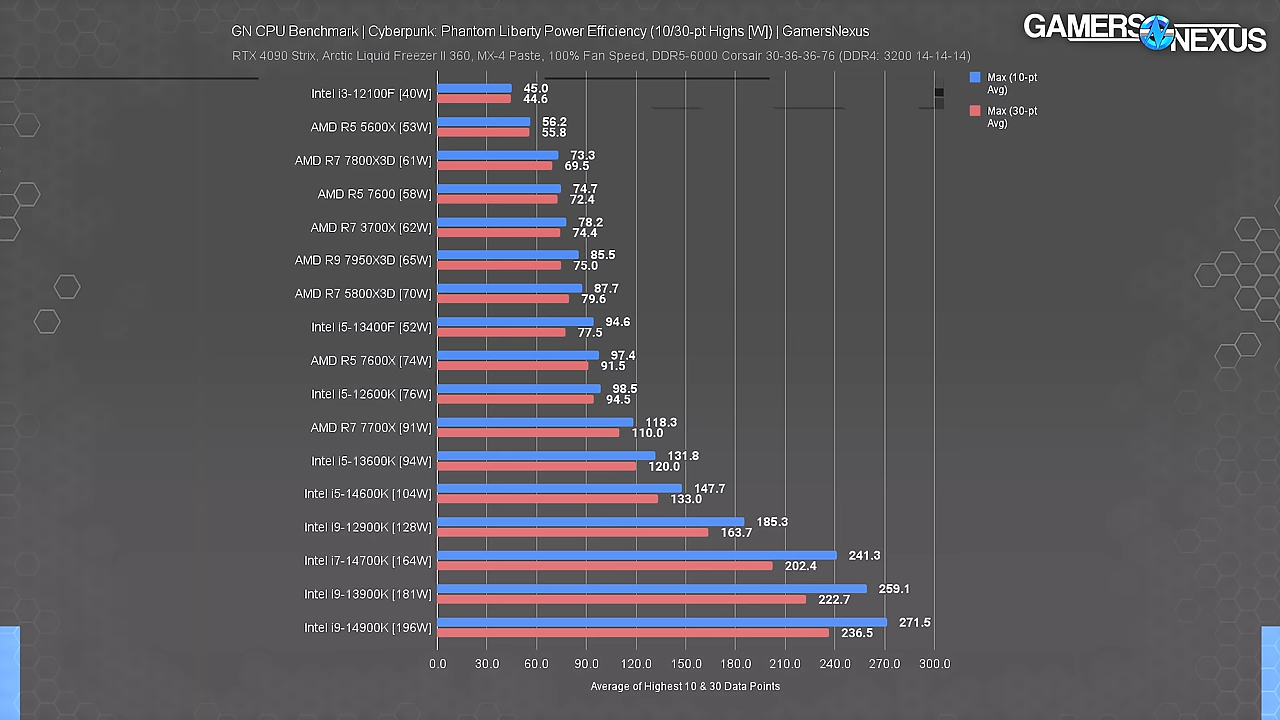 GN CPU Benchmark | Cyberpunk: Phantom Liberty Power Efficiency (10/30-pt Highs [W]) | GamersNexus
GAMERS NEXUS
RTX 4090 Strix, Arctic Liquid Freezer II 360, MX-4 Paste, 100% Fan Speed, DDR5-6000 Corsair 30-36-36-76 (DDR4: 3200 14-14-14)
Max (10-pt
Avg)
Max (30-pt
Avg)
Intel i3-12100F [40W] 45.0
44.6
AMD R5 5600X [53W] 56.2
55.8
AMD R7 7800X3D [61W] 73.3
69.5
AMD R5 7600 [58W] 74.7
72.4
AMD R7 3700X [62W] 78.2
74.4
AMD R9 7950X3D [65W] 85.5
75.0
AMD R7 5800X3D [70W] 87.7
79.6
Intel i5-13400F [52W] 94.6
77.5
AMD R5 7600X [74W] 97.4
91.5
Intel i5-12600K [76W] 98.5
94.5
AMD R7 7700X [91W] 118.3
110.0
Intel i5-13600K [94W] 131.8
120.0
Intel i5-14600K [104W] 147.7
133.0
Intel i9-12900K [128W] 185.3
163.7
Intel i7-14700K [164W] 241.3
202.4
Intel i9-13900K [181W] 259.1
222.7
Intel i9-14900K [196W] 271.5
236.5
0.0 30.0 60.0 90.0 120.0 150.0 180.0 210.0 240.0 270.0 300.0
Average of Highest 10 & 30 Data Points